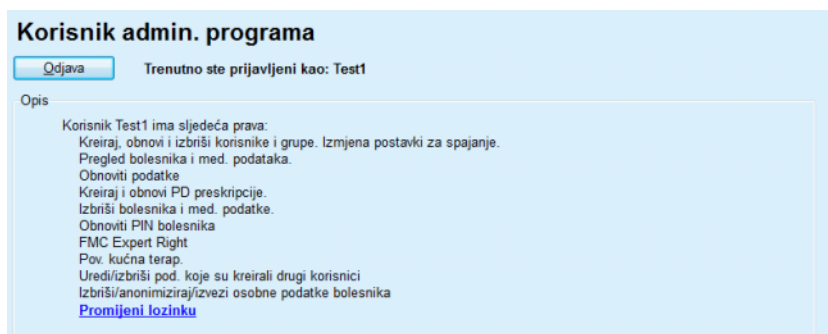 Korisnik admin. programa
Odjava Trenutno ste prijavljeni kao: Test1
Opis
Korisnik Test1 ima sljedeća prava:
Kreiraj, obnovi i izbriši korisnike i grupe. Izmjena postavki za spajanje.
Pregled bolesnika i med. podataka.
Obnoviti podatke
Kreiraj i obnovi PD preskripcije.
Izbriši bolesnika i med. podatke.
Obnoviti PIN bolesnika
FMC Expert Right
Pov. kućna terap.
Uredi/izbriši pod. koje su kreirali drugi korisnici
Izbriši/anonimiziraj/izvezi osobne podatke bolesnika
Promijeni lozinku